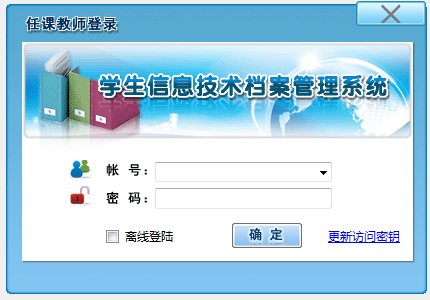 任课教师登录
学生信息技术档案管理系统
帐 号:
密 码:
离线登陆 确 定 更新访问密钥